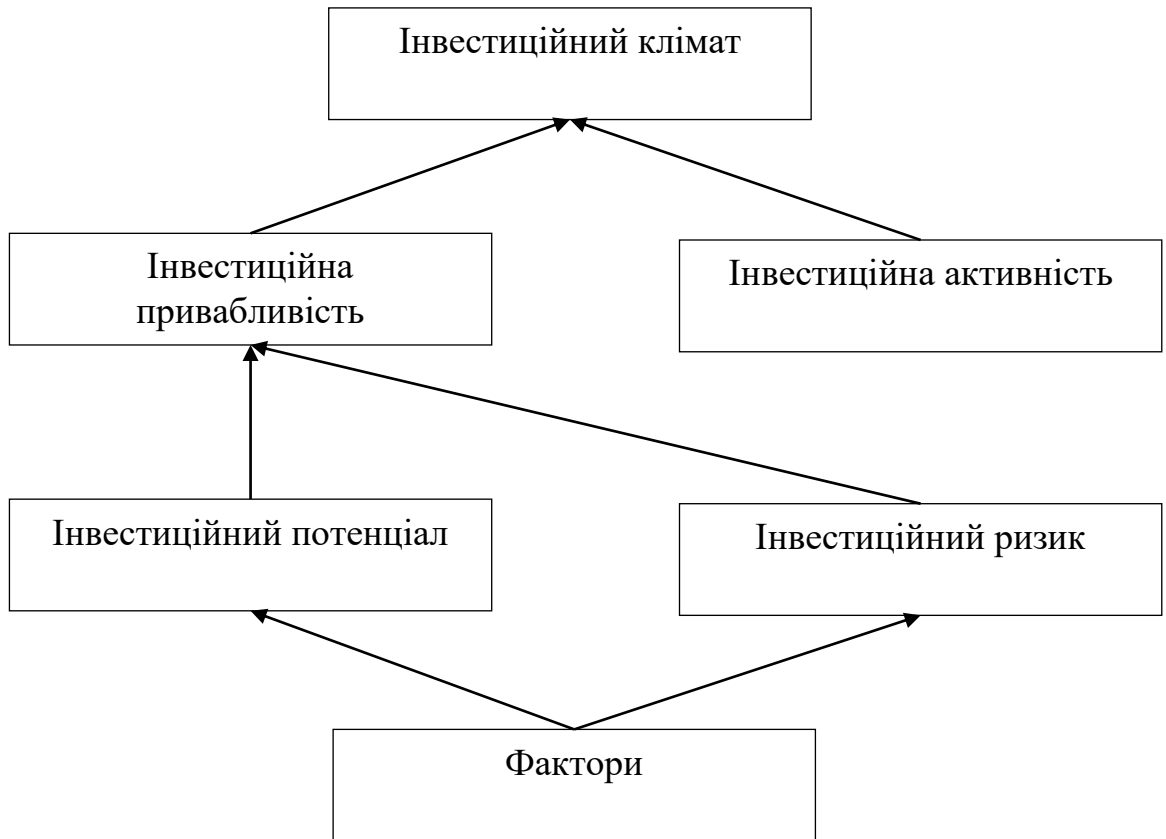 Інвестиційний клімат
Інвестиційна
привабливість
Інвестиційна активність
Інвестиційний потенціал
Інвестиційний ризик
Фактори